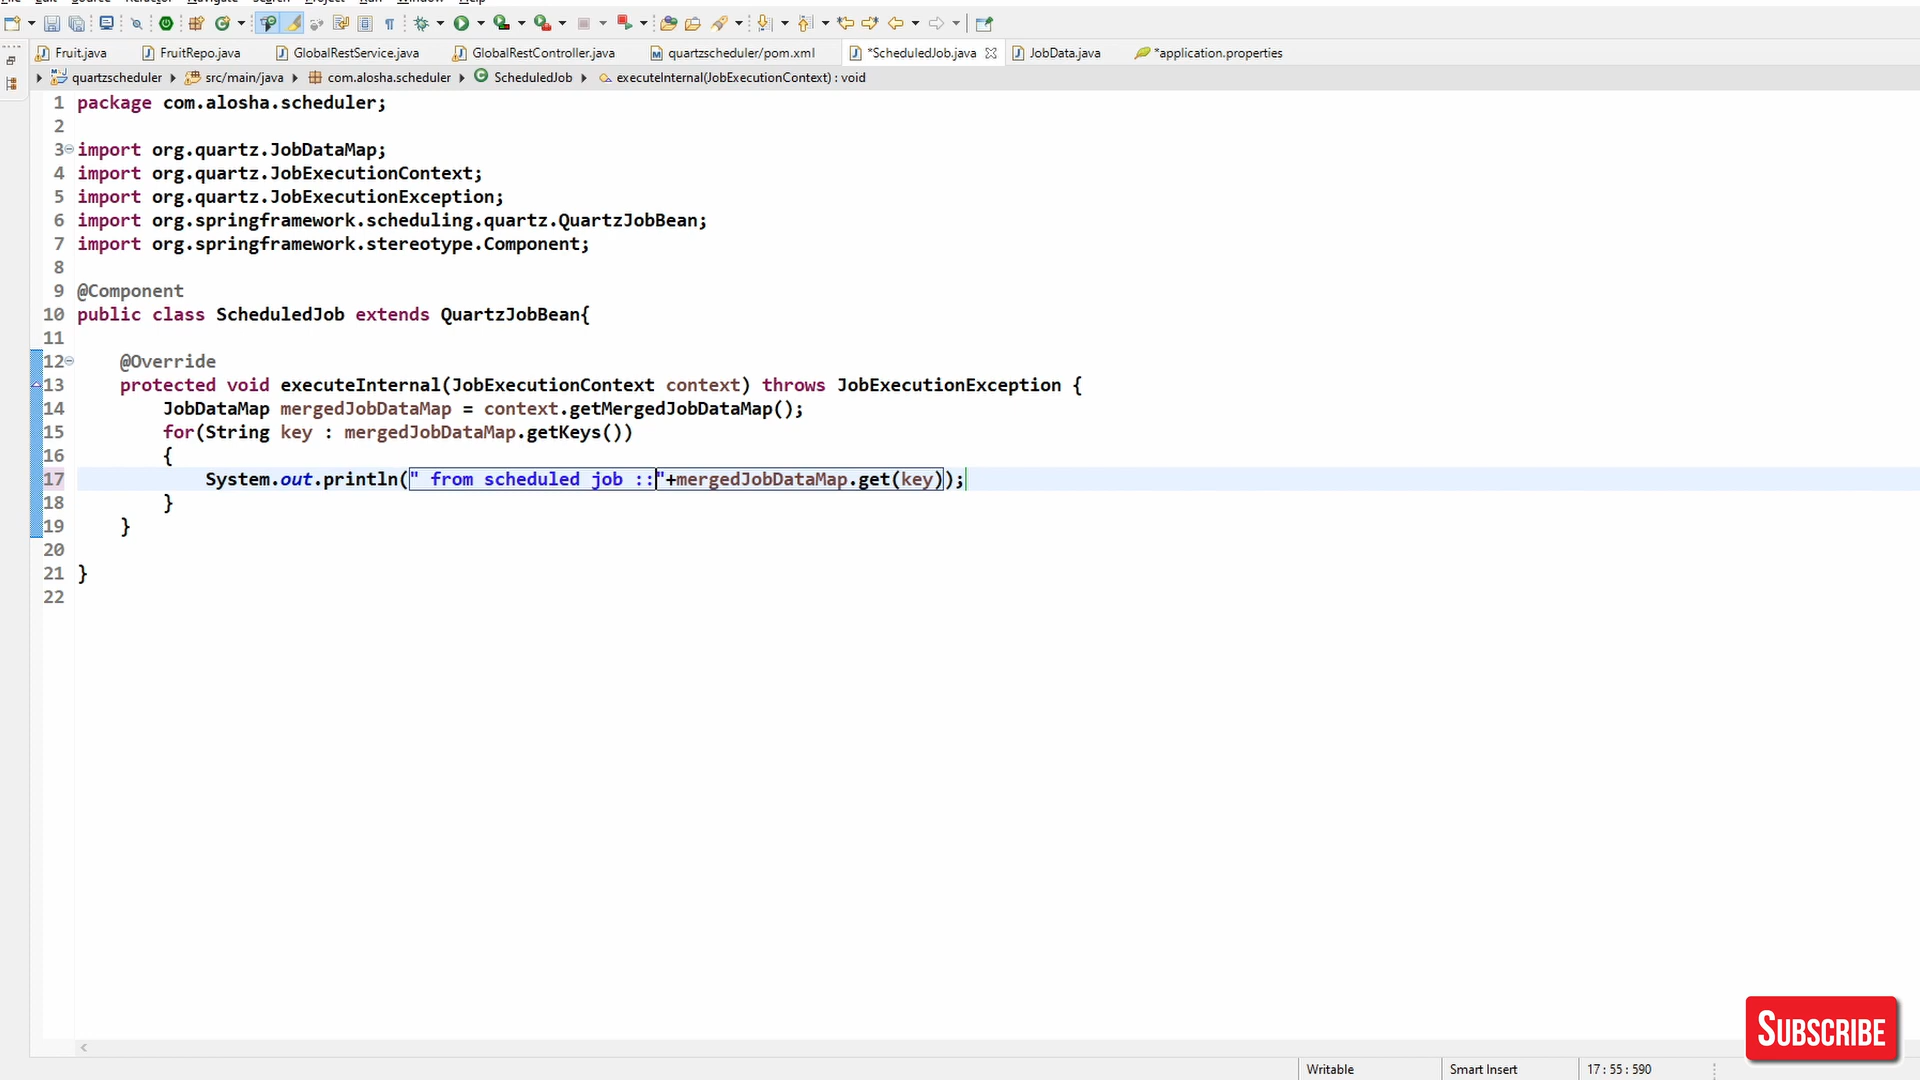 Fruit.java FruitRepo.java GlobalRestService.java GlobalRestController.java quartzscheduler/pom.xml *ScheduledJob.java JobData.java *application.properties
quartzscheduler src/main/java com.alosha.scheduler ScheduledJob executeInternal(JobExecutionContext) : void
1 package com.alosha.scheduler;
2
3 import org.quartz.JobDataMap;
4 import org.quartz.JobExecutionContext;
5 import org.quartz.JobExecutionException;
6 import org.springframework.scheduling.quartz.QuartzJobBean;
7 import org.springframework.stereotype.Component;
8
9 @Component
10 public class ScheduledJob extends QuartzJobBean{
11
12 @Override
13 protected void executeInternal(JobExecutionContext context) throws JobExecutionException {
14 JobDataMap mergedJobDataMap = context.getMergedJobDataMap();
15 for(String key : mergedJobDataMap.getKeys())
16 {
17 System.out.println(" from scheduled job ::"+mergedJobDataMap.get(key));
18 }
19 }
20
21 }
22
SUBSCRIBE
Writable Smart Insert 17 : 55 : 590